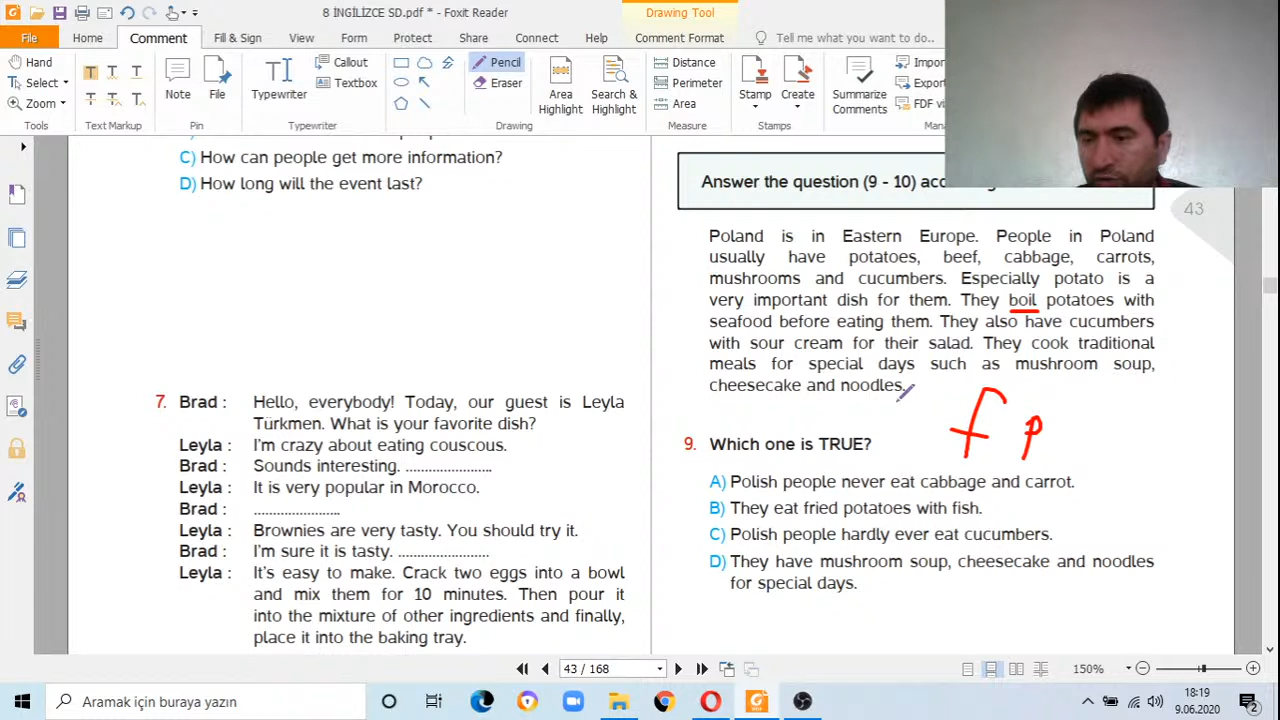 8 İNGİLİZCE SD.pdf * - Foxit Reader
Drawing Tool
File
Home
Comment
Fill & Sign
View
Form
Protect
Share
Connect
Help
Comment Format
Tell me what you want to do..
Hand
Select
Zoom
Tools
Text Markup
Note
File
Pin
Typewriter
Callout
Textbox
Typewriter
Pencil
Eraser
Drawing
Area
Highlight
Search &
Highlight
Distance
Perimeter
Area
Measure
Stamp
Create
Stamps
Summarize
Comments
Impor
Export
FDF vi
Man
C) How can people get more information?
D) How long will the event last?
7. Brad : Hello, everybody! Today, our guest is Leyla
Türkmen. What is your favorite dish?
Leyla : I'm crazy about eating couscous.
Brad : Sounds interesting. ......................
Leyla : It is very popular in Morocco.
Brad : ......................
Leyla : Brownies are very tasty. You should try it.
Brad : I'm sure it is tasty. .......................
Leyla : It's easy to make. Crack two eggs into a bowl
and mix them for 10 minutes. Then pour it
into the mixture of other ingredients and finally,
place it into the baking tray.
Answer the question (9 - 10)
43
Poland is in Eastern Europe. People in Poland
usually have potatoes, beef, cabbage, carrots,
mushrooms and cucumbers. Especially potato is a
very important dish for them. They boil potatoes with
seafood before eating them. They also have cucumbers
with sour cream for their salad. They cook traditional
meals for special days such as mushroom soup,
cheesecake and noodles.
f p
9. Which one is TRUE?
A) Polish people never eat cabbage and carrot.
B) They eat fried potatoes with fish.
C) Polish people hardly ever eat cucumbers.
D) They have mushroom soup, cheesecake and noodles
for special days.
43 / 168
150%
Aramak için buraya yazın
18:19
9.06.2020
2